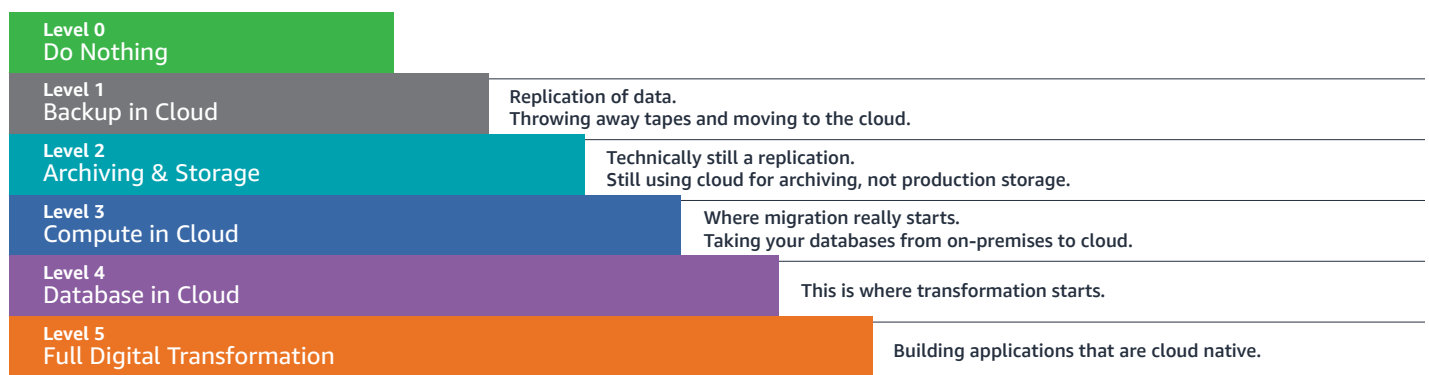 Level 0
Do Nothing
Level 1
Backup in Cloud
Replication of data.
Throwing away tapes and moving to the cloud.
Level 2
Archiving & Storage
Technically still a replication.
Still using cloud for archiving, not production storage.
Level 3
Compute in Cloud
Where migration really starts.
Taking your databases from on-premises to cloud.
Level 4
Database in Cloud
This is where transformation starts.
Level 5
Full Digital Transformation
Building applications that are cloud native.